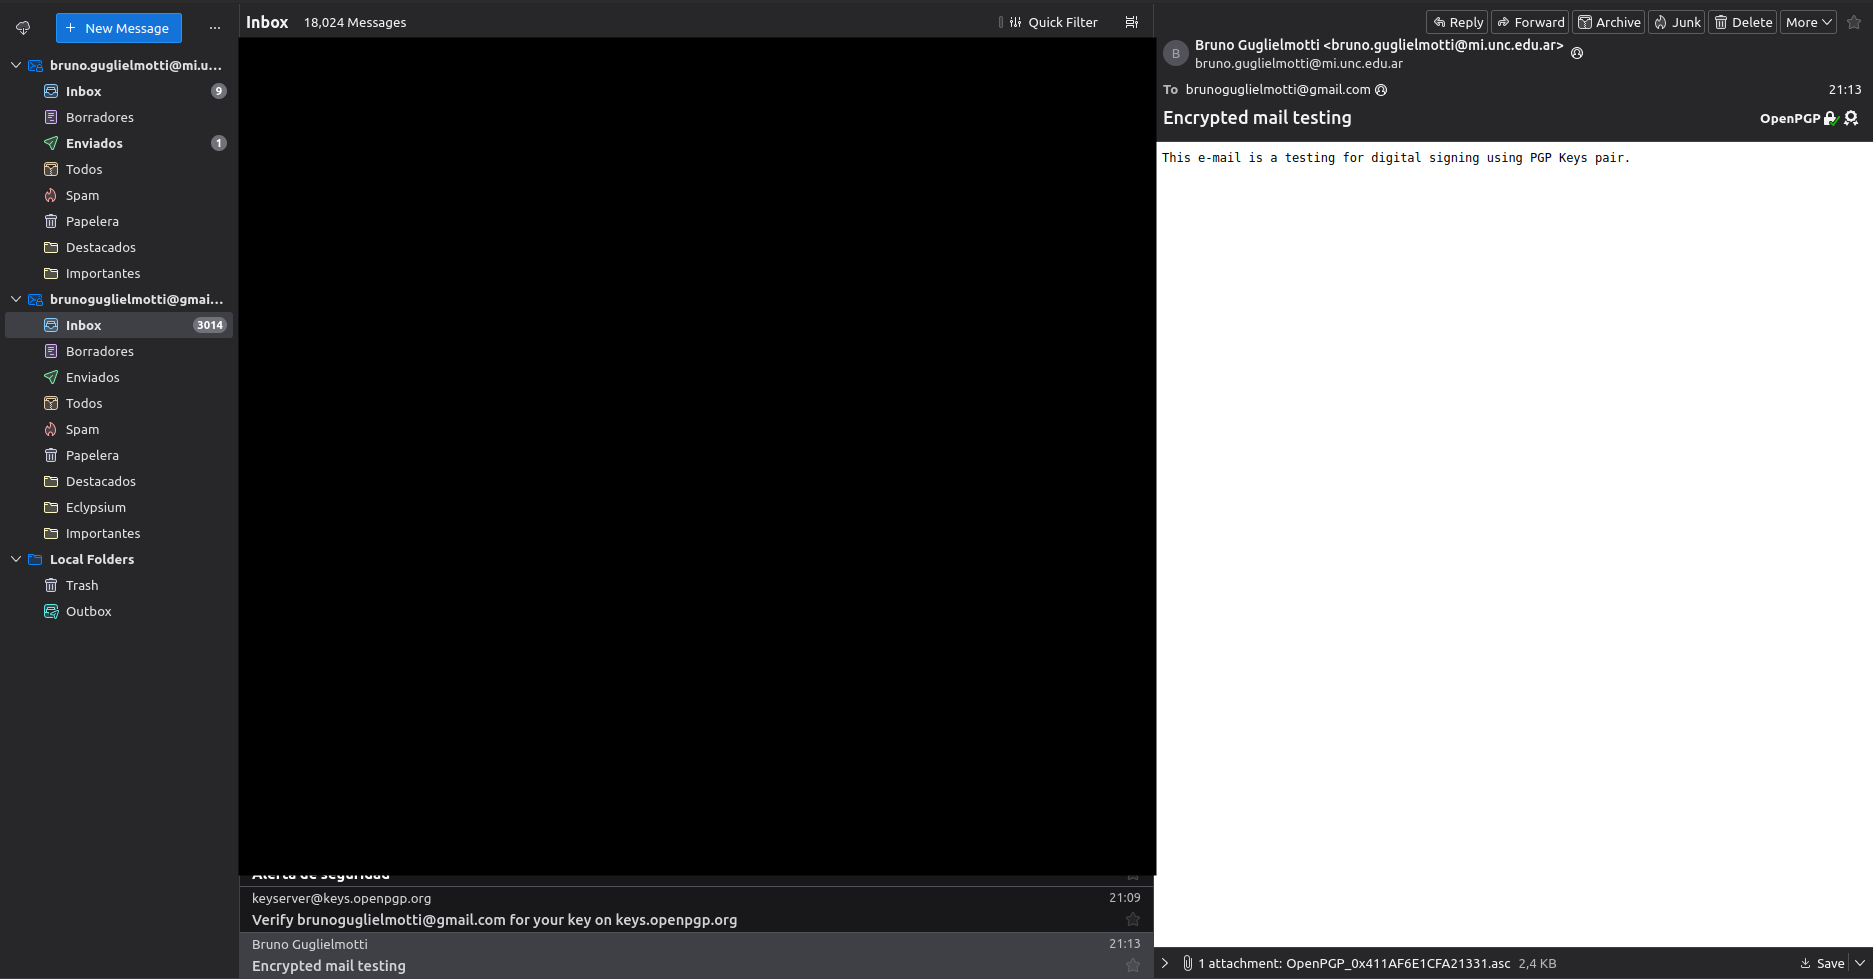 New Message
bruno.guglielmotti@mi.u...
Inbox 9
Borradores
Enviados 1
Todos
Spam
Papelera
Destacados
Importantes
brunoguglielmotti@gmai...
Inbox 3014
Borradores
Enviados
Todos
Spam
Papelera
Destacados
Eclypsium
Importantes
Local Folders
Trash
Outbox
Inbox 18,024 Messages Quick Filter
Alerta de seguridad
keyserver@keys.openpgp.org 21:09
Verify brunoguglielmotti@gmail.com for your key on keys.openpgp.org
Bruno Guglielmotti 21:13
Encrypted mail testing
Reply Forward Archive Junk Delete More
B
Bruno Guglielmotti <bruno.guglielmotti@mi.unc.edu.ar>
bruno.guglielmotti@mi.unc.edu.ar
To brunoguglielmotti@gmail.com 21:13
Encrypted mail testing OpenPGP
This e-mail is a testing for digital signing using PGP Keys pair.
1 attachment: OpenPGP_0x411AF6E1CFA21331.asc 2,4 KB Save